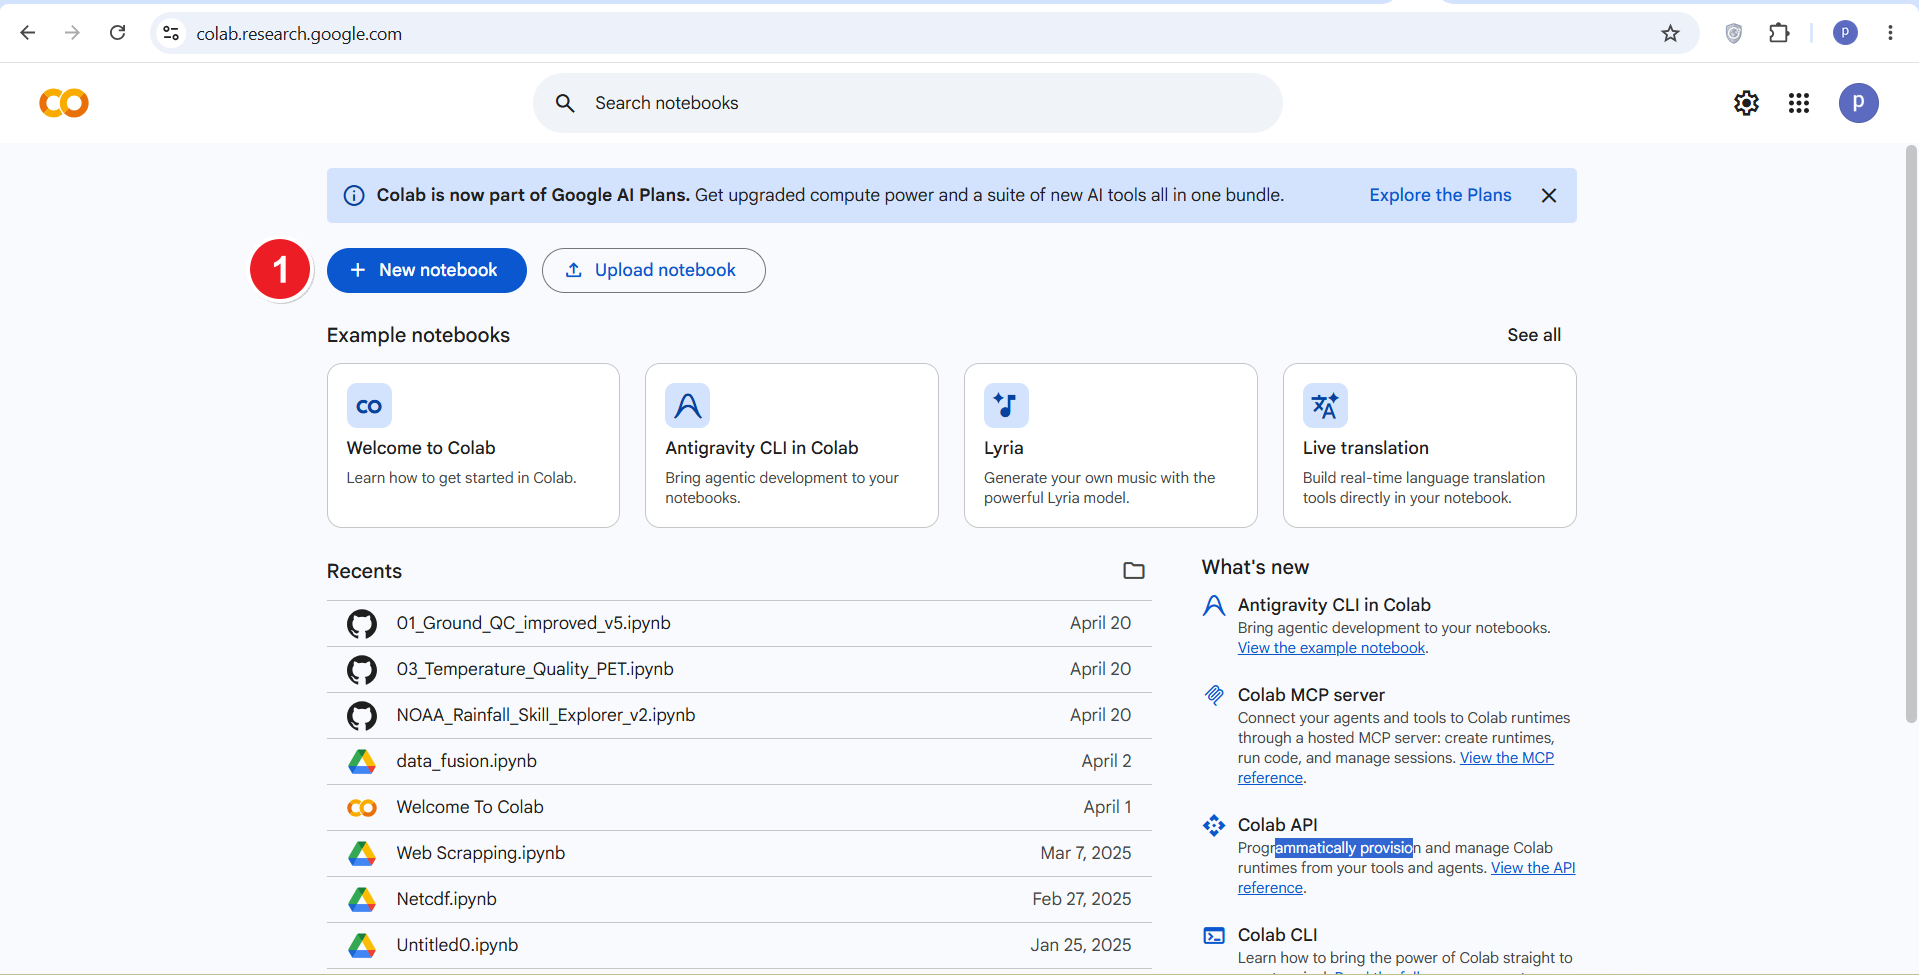 colab.research.google.com
p
Search notebooks
p
Colab is now part of Google AI Plans. Get upgraded compute power and a suite of new AI tools all in one bundle.
Explore the Plans
1
New notebook
Upload notebook
Example notebooks
See all
Welcome to Colab
Learn how to get started in Colab.
Antigravity CLI in Colab
Bring agentic development to your
notebooks.
Lyria
Generate your own music with the
powerful Lyria model.
Live translation
Build real-time language translation
tools directly in your notebook.
Recents
01_Ground_QC_improved_v5.ipynb April 20
03_Temperature_Quality_PET.ipynb April 20
NOAA_Rainfall_Skill_Explorer_v2.ipynb April 20
data_fusion.ipynb April 2
Welcome To Colab April 1
Web Scrapping.ipynb Mar 7, 2025
Netcdf.ipynb Feb 27, 2025
Untitled0.ipynb Jan 25, 2025
What's new
Antigravity CLI in Colab
Bring agentic development to your notebooks.
View the example notebook.
Colab MCP server
Connect your agents and tools to Colab runtimes
through a hosted MCP server: create runtimes,
run code, and manage sessions. View the MCP
reference.
Colab API
Programmatically provision and manage Colab
runtimes from your tools and agents. View the API
reference.
Colab CLI
Learn how to bring the power of Colab straight to